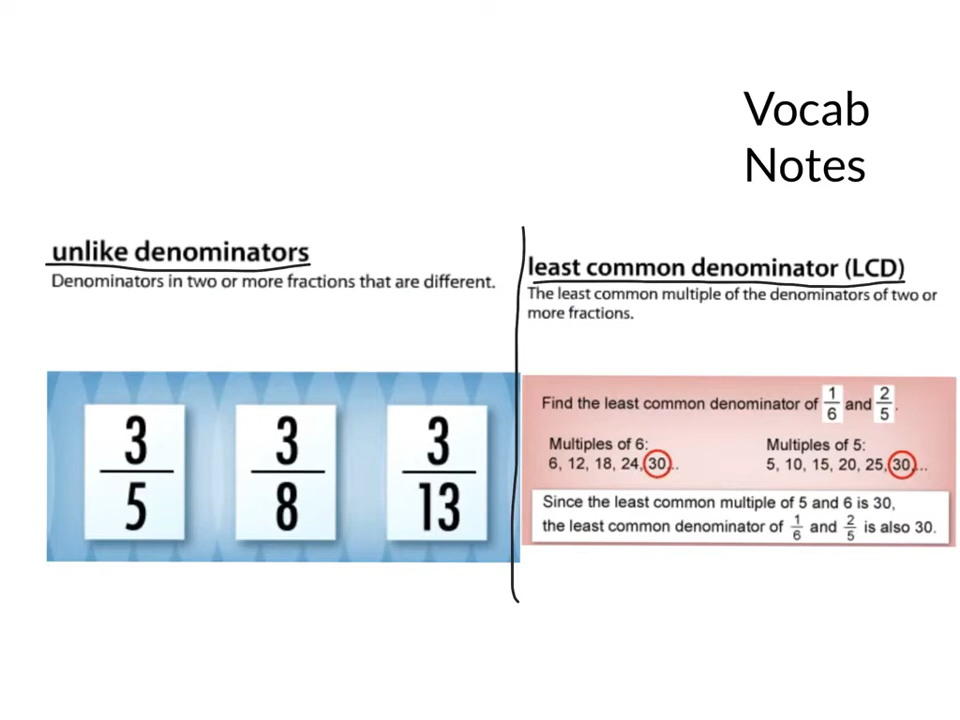 Vocab
Notes
unlike denominators
Denominators in two or more fractions that are different.
least common denominator (LCD)
The least common multiple of the denominators of two or
more fractions.
3/5 3/8 3/13
Find the least common denominator of 1/6 and 2/5.
Multiples of 6:
6, 12, 18, 24, 30...
Multiples of 5:
5, 10, 15, 20, 25, 30,...
Since the least common multiple of 5 and 6 is 30,
the least common denominator of 1/6 and 2/5 is also 30.